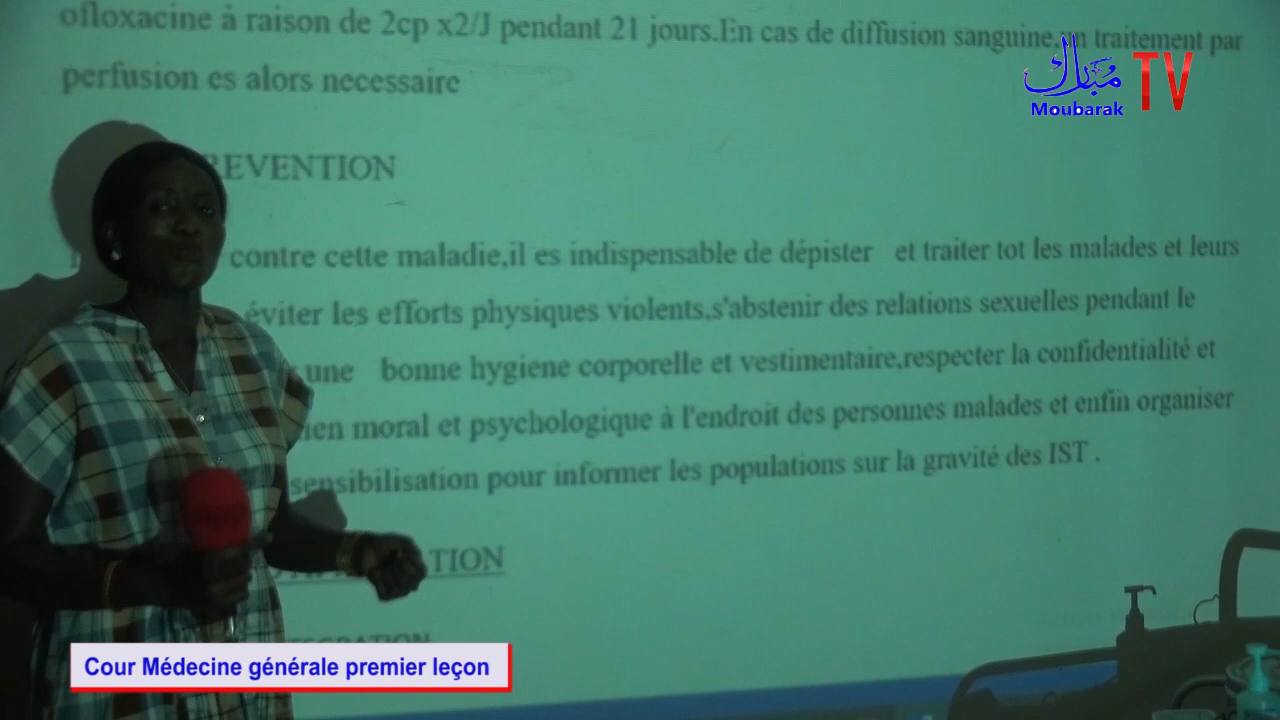 ofloxacine à raison de 2cp x2/J pendant 21 jours.En cas de diffusion sanguine, traitement par
perfusion es alors necessaire
مبارك TV
Moubarak
REVENTION
contre cette maladie,il es indispensable de dépister et traiter tot les malades et leurs
éviter les efforts physiques violents,s'abstenir des relations sexuelles pendant le
une bonne hygiene corporelle et vestimentaire,respecter la confidentialité et
ien moral et psychologique à l'endroit des personnes malades et enfin organiser
sensibilisation pour informer les populations sur la gravité des IST .
TION
Cour Médecine générale premier leçon